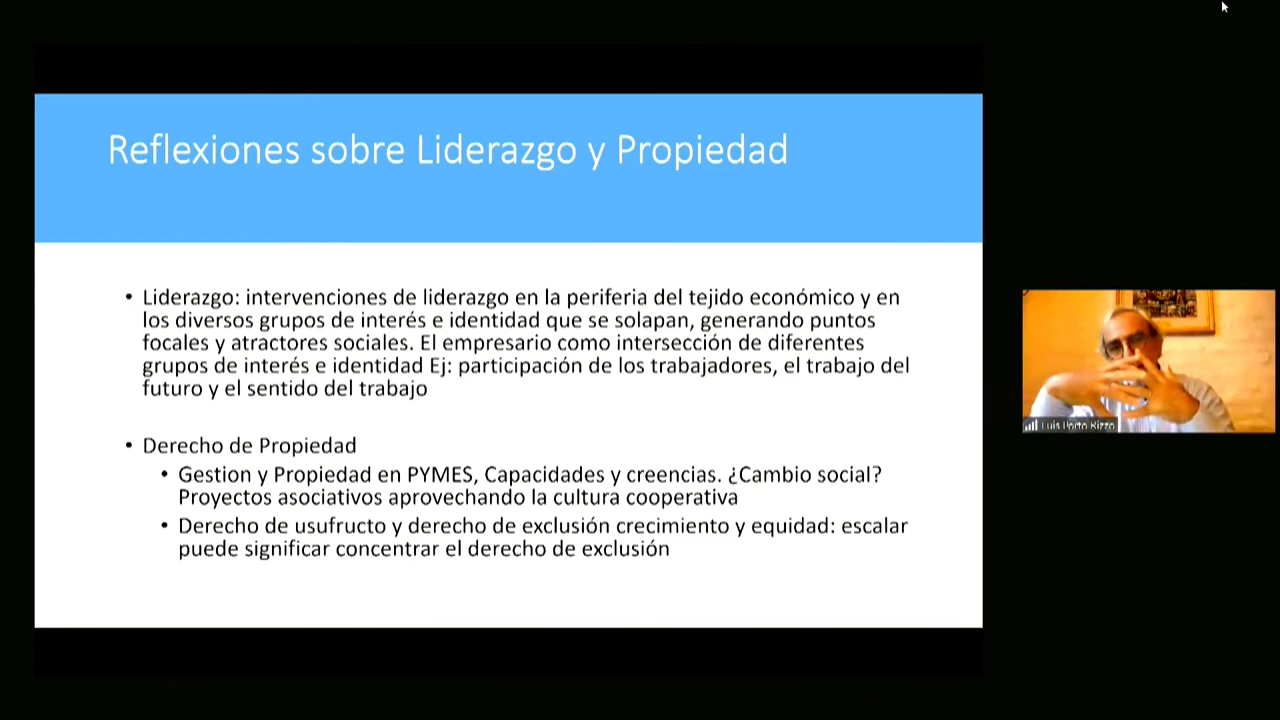 Reflexiones sobre Liderazgo y Propiedad
• Liderazgo: intervenciones de liderazgo en la periferia del tejido económico y en
los diversos grupos de interés e identidad que se solapan, generando puntos
focales y atractores sociales. El empresario como intersección de diferentes
grupos de interés e identidad Ej: participación de los trabajadores, el trabajo del
futuro y el sentido del trabajo
• Derecho de Propiedad
• Gestion y Propiedad en PYMES, Capacidades y creencias. ¿Cambio social?
Proyectos asociativos aprovechando la cultura cooperativa
• Derecho de usufructo y derecho de exclusión crecimiento y equidad: escalar
puede significar concentrar el derecho de exclusión
Luis Porto Rizzo